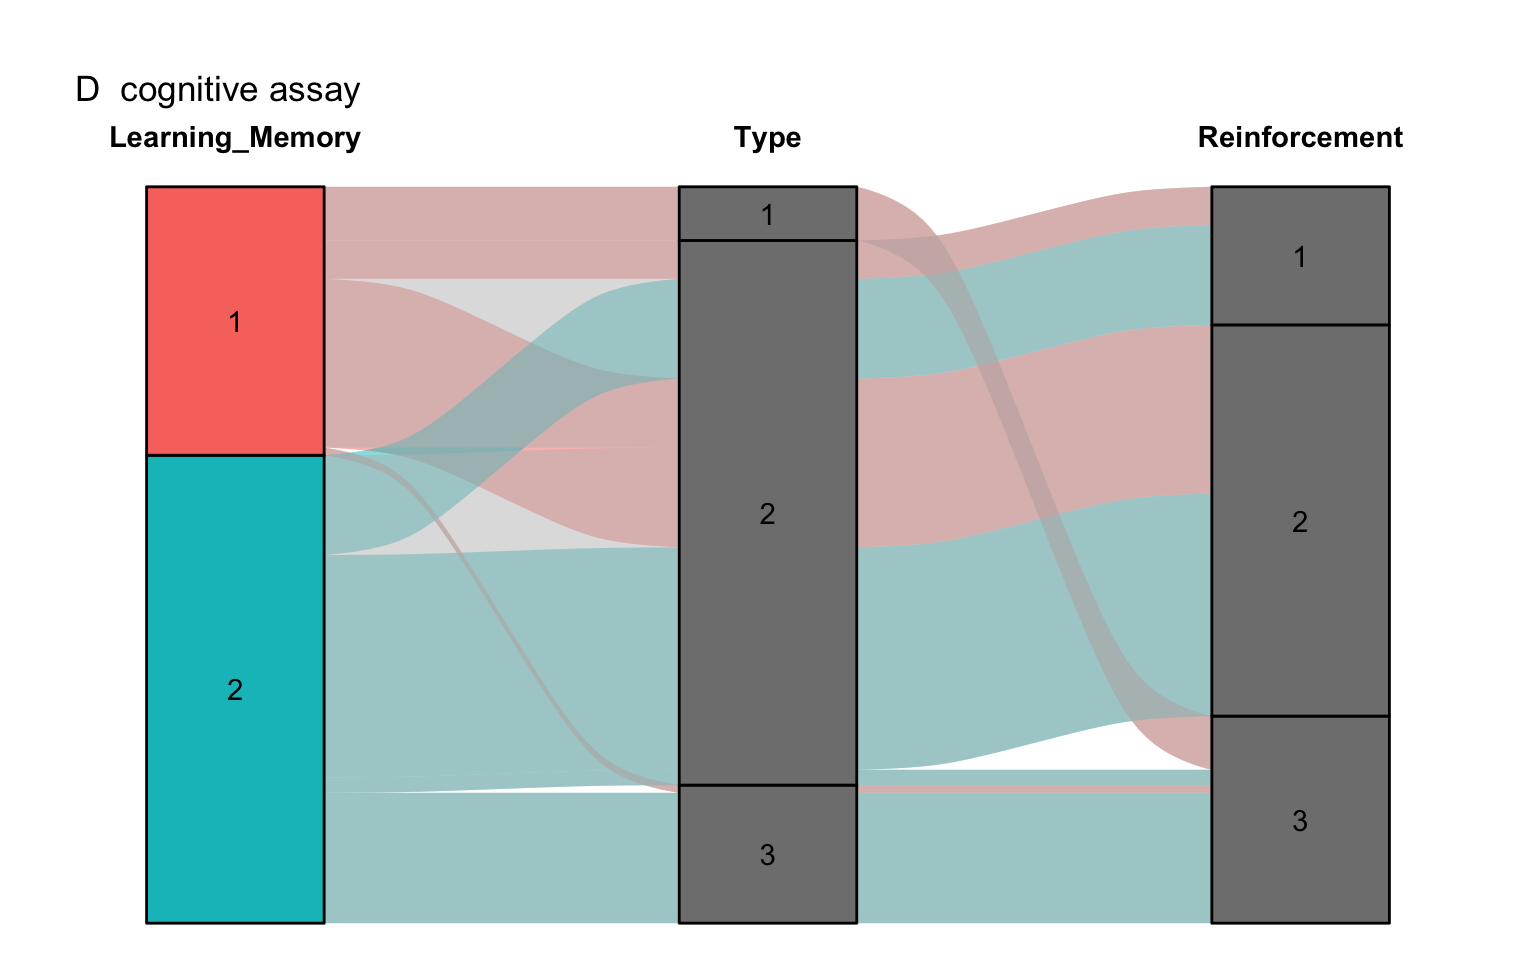 D cognitive assay
Learning_Memory Type Reinforcement
1 1 1
2 2 2
3 3